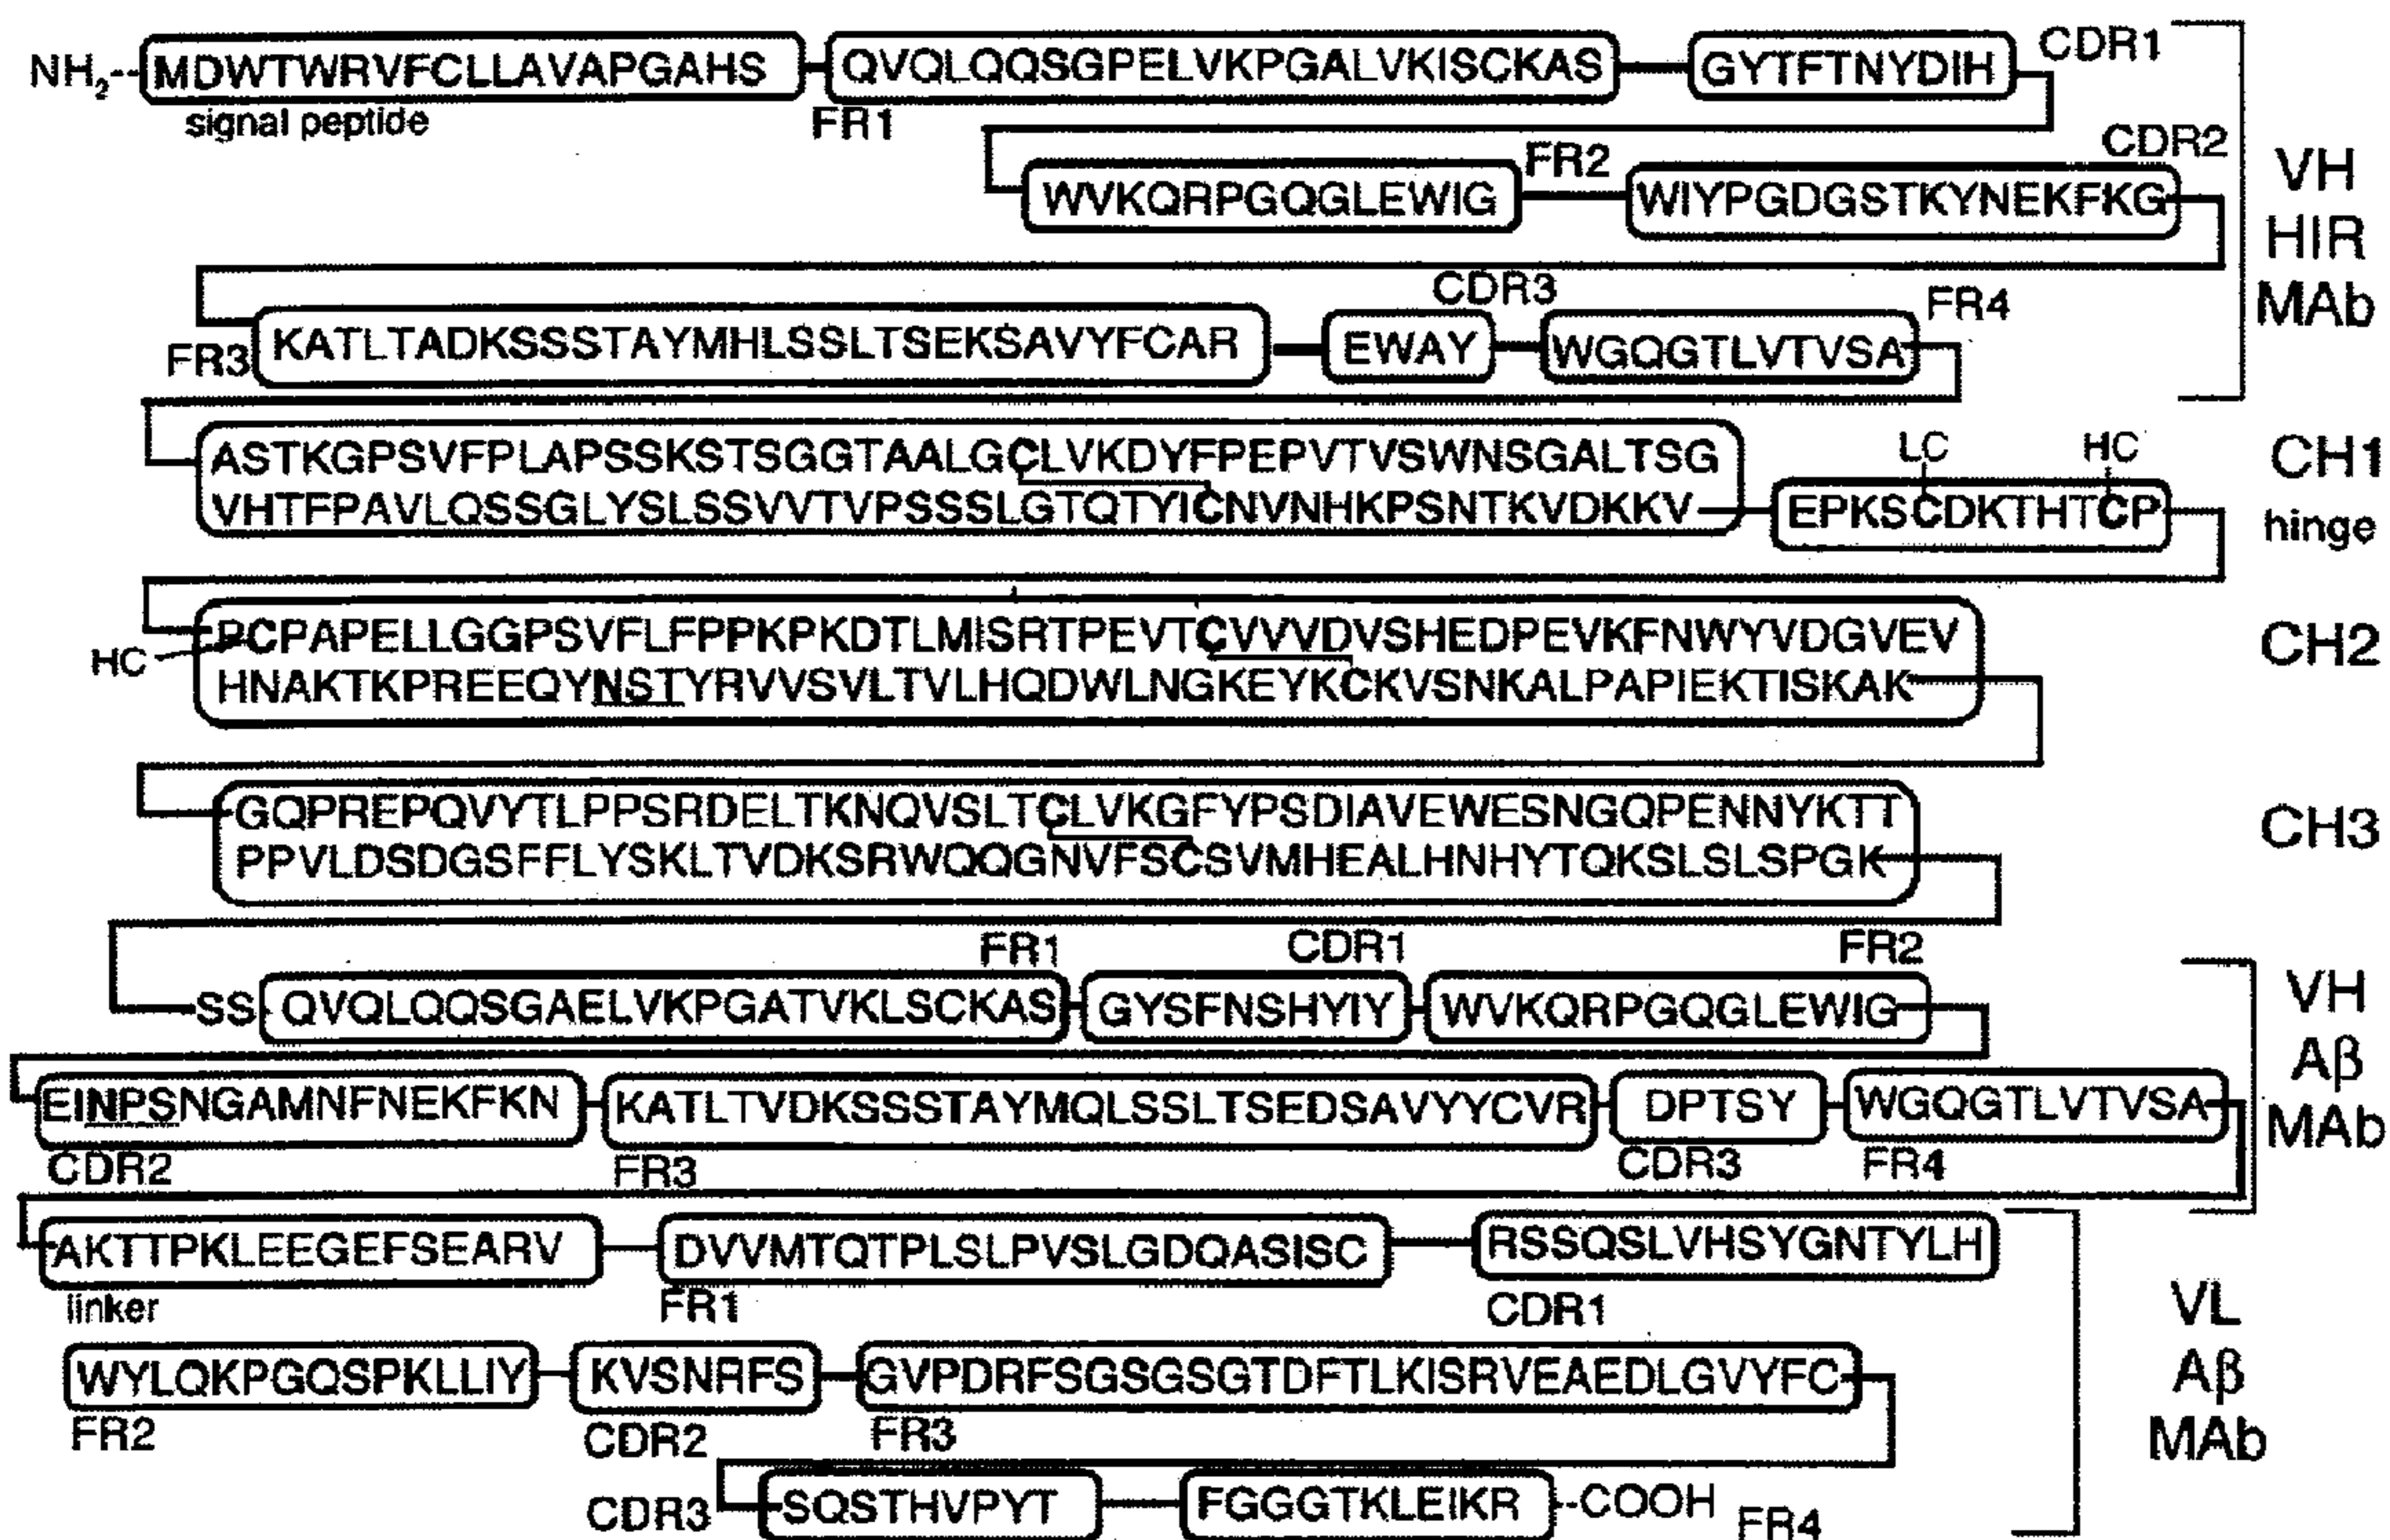 NH2--MDWTWRVFCLLAVAPGAHS QVQLQQSGPELVKPGALVKISCKAS GYTFTNYDIH CDR1
signal peptide FR1
CDR2
FR2
WVKQRPGQGLEWIG WIYPGDGSTKYNEKFKG
VH
HIR
MAb
CDR3 FR4
FR3 KATLTADKSSSTAYMHLSSLTSEKSAVYFCAR EWAY WGQGTLVTVSA
ASTKGPSVFPLAPSSKSTSGGTAALGCLVKDYFPEPVTVSWNSGALTSG LC HC CH1
VHTFPAVLQSSGLYSLSSVVTVPSSSLGTQTYICNVNHKPSNTKVDKKV EPKSCDKTHTCP hinge
PCPAPELLGGPSVFLFPPKPKDTLMISRTPEVTCVVVDVSHEDPEVKFNWYVDGVEV CH2
HC
HNAKTKPREEQYNSTYRVVSVLTVLHQDWLNGKEYKCKVSNKALPAPIEKTISKAK
GQPREPQVYTLPPSRDELTKNQVSLTCLVKGFYPSDIAVEWESNGQPENNYKTT CH3
PPVLDSDGSFFLYSKLTVDKSRWQQGNVFSCSVMHEALHNHYTQKSLSLSPGK
FR1 CDR1 FR2
SS QVQLQQSGAELVKPGATVKLSCKAS GYSFNSHYIY WVKQRPGQGLEWIG
VH
Aβ
MAb
EINPSNGAMNFNEKFKN KATLTVDKSSSTAYMQLSSLTSEDSAVYYCVR DPTSY WGQGTLVTVSA
CDR2 FR3 CDR3 FR4
AKTTPKLEEGEFSEARV DVVMTQTPLSLPVSLGDQASISC RSSQSLVHSYGNTYLH
linker FR1 CDR1
VL
Aβ
MAb
WYLQKPGQSPKLLIY KVSNRFS GVPDRFSGSGSGTDFTLKISRVEAEDLGVYFC
FR2 CDR2 FR3
CDR3 SQSTHVPYT FGGGTKLEIKR --COOH FR4